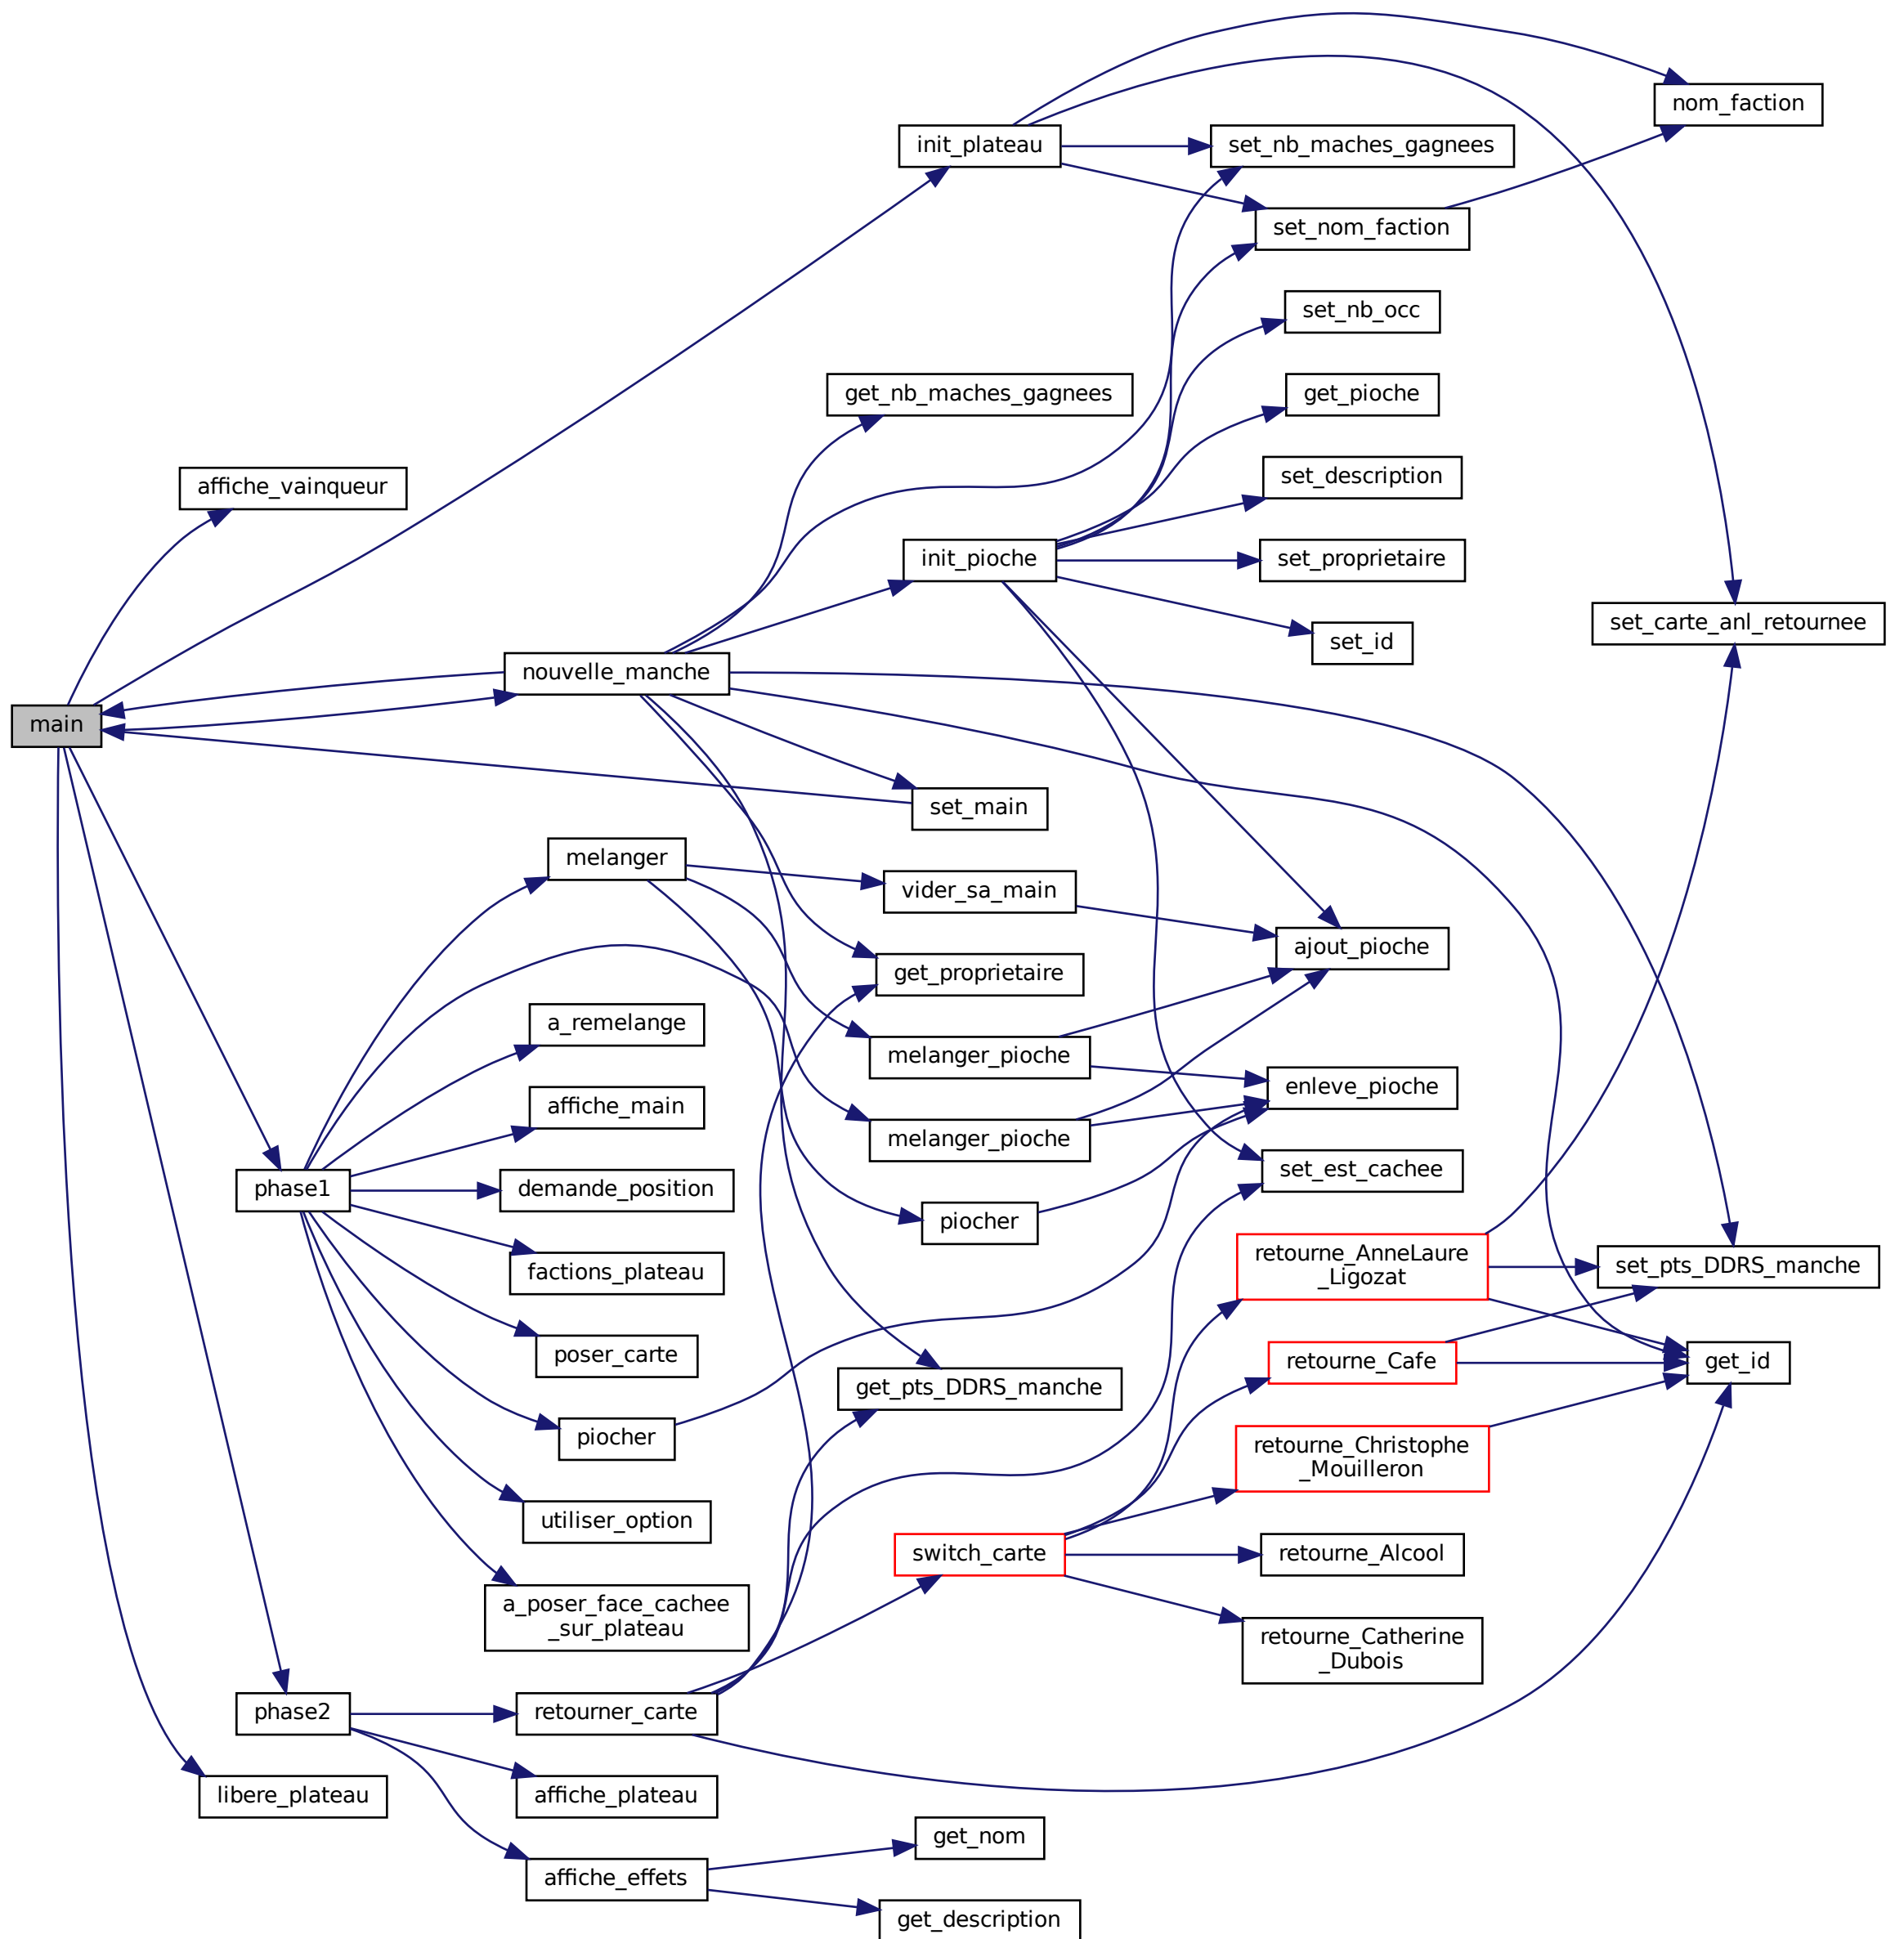 main
affiche_vainqueur
init_plateau
nom_faction
set_nb_maches_gagnees
set_nom_faction
set_nb_occ
get_nb_maches_gagnees
get_pioche
set_description
init_pioche
set_proprietaire
set_carte_anl_retournee
set_id
nouvelle_manche
set_main
melanger
vider_sa_main
ajout_pioche
get_proprietaire
a_remelange
melanger_pioche
enleve_pioche
affiche_main
melanger_pioche
phase1
demande_position
piocher
set_est_cachee
factions_plateau
retourne_AnneLaure
_Ligozat
set_pts_DDRS_manche
poser_carte
get_pts_DDRS_manche
retourne_Cafe
get_id
piocher
retourne_Christophe
_Mouilleron
utiliser_option
switch_carte
retourne_Alcool
a_poser_face_cachee
_sur_plateau
retourne_Catherine
_Dubois
phase2
retourner_carte
libere_plateau
affiche_plateau
get_nom
affiche_effets
get_description